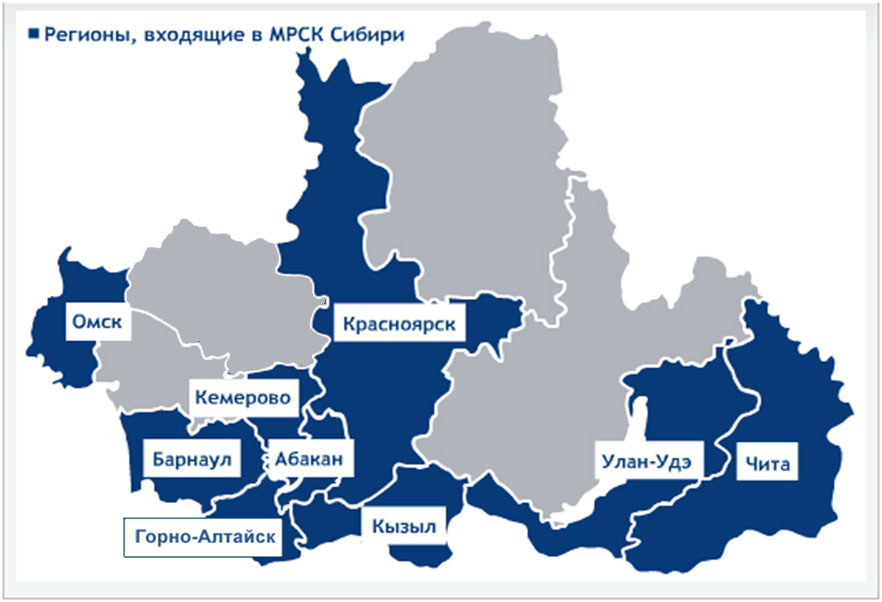 Регионы, входящие в МРСК Сибири
Омск
Красноярск
Кемерово
Барнаул
Абакан
Улан-Удэ
Чита
Горно-Алтайск
Кызыл